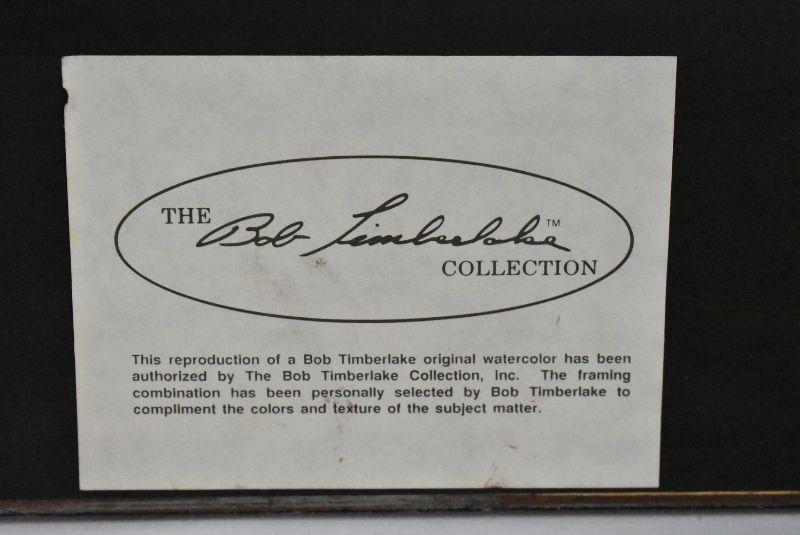 THE Bob Timberlake™
COLLECTION
This reproduction of a Bob Timberlake original watercolor has been
authorized by The Bob Timberlake Collection, Inc. The framing
combination has been personally selected by Bob Timberlake to
compliment the colors and texture of the subject matter.